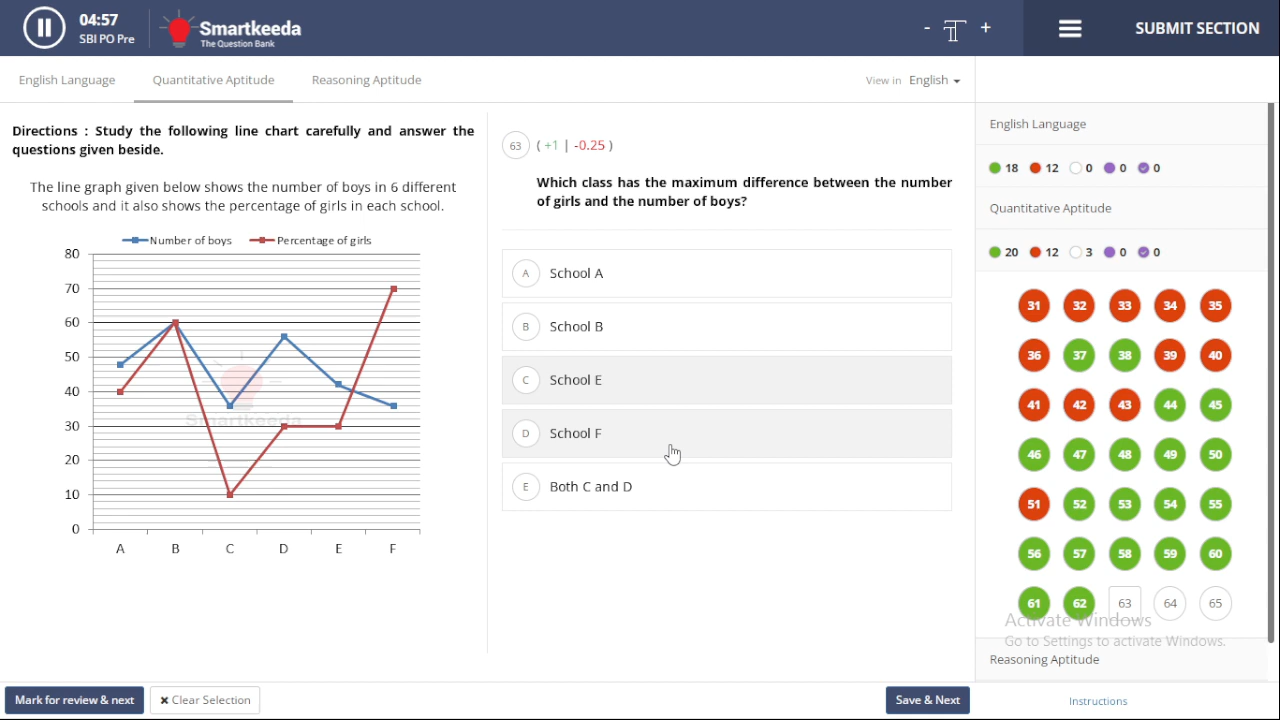 04:57
SBI PO Pre
Smartkeeda
The Question Bank
- T +
SUBMIT SECTION
English Language
Quantitative Aptitude
Reasoning Aptitude
View in English
Directions : Study the following line chart carefully and answer the
questions given beside.
The line graph given below shows the number of boys in 6 different
schools and it also shows the percentage of girls in each school.
Number of boys
Percentage of girls
80
70
60
50
40
30
20
10
0
A B C D E F
Smartkeeda
63 ( +1 | -0.25 )
Which class has the maximum difference between the number
of girls and the number of boys?
A School A
B School B
C School E
D School F
E Both C and D
English Language
18 12 0 0 0
Quantitative Aptitude
20 12 3 0 0
31 32 33 34 35
36 37 38 39 40
41 42 43 44 45
46 47 48 49 50
51 52 53 54 55
56 57 58 59 60
61 62 63 64 65
Activate Windows
Go to Settings to activate Windows.
Reasoning Aptitude
Mark for review & next
Clear Selection
Save & Next
Instructions